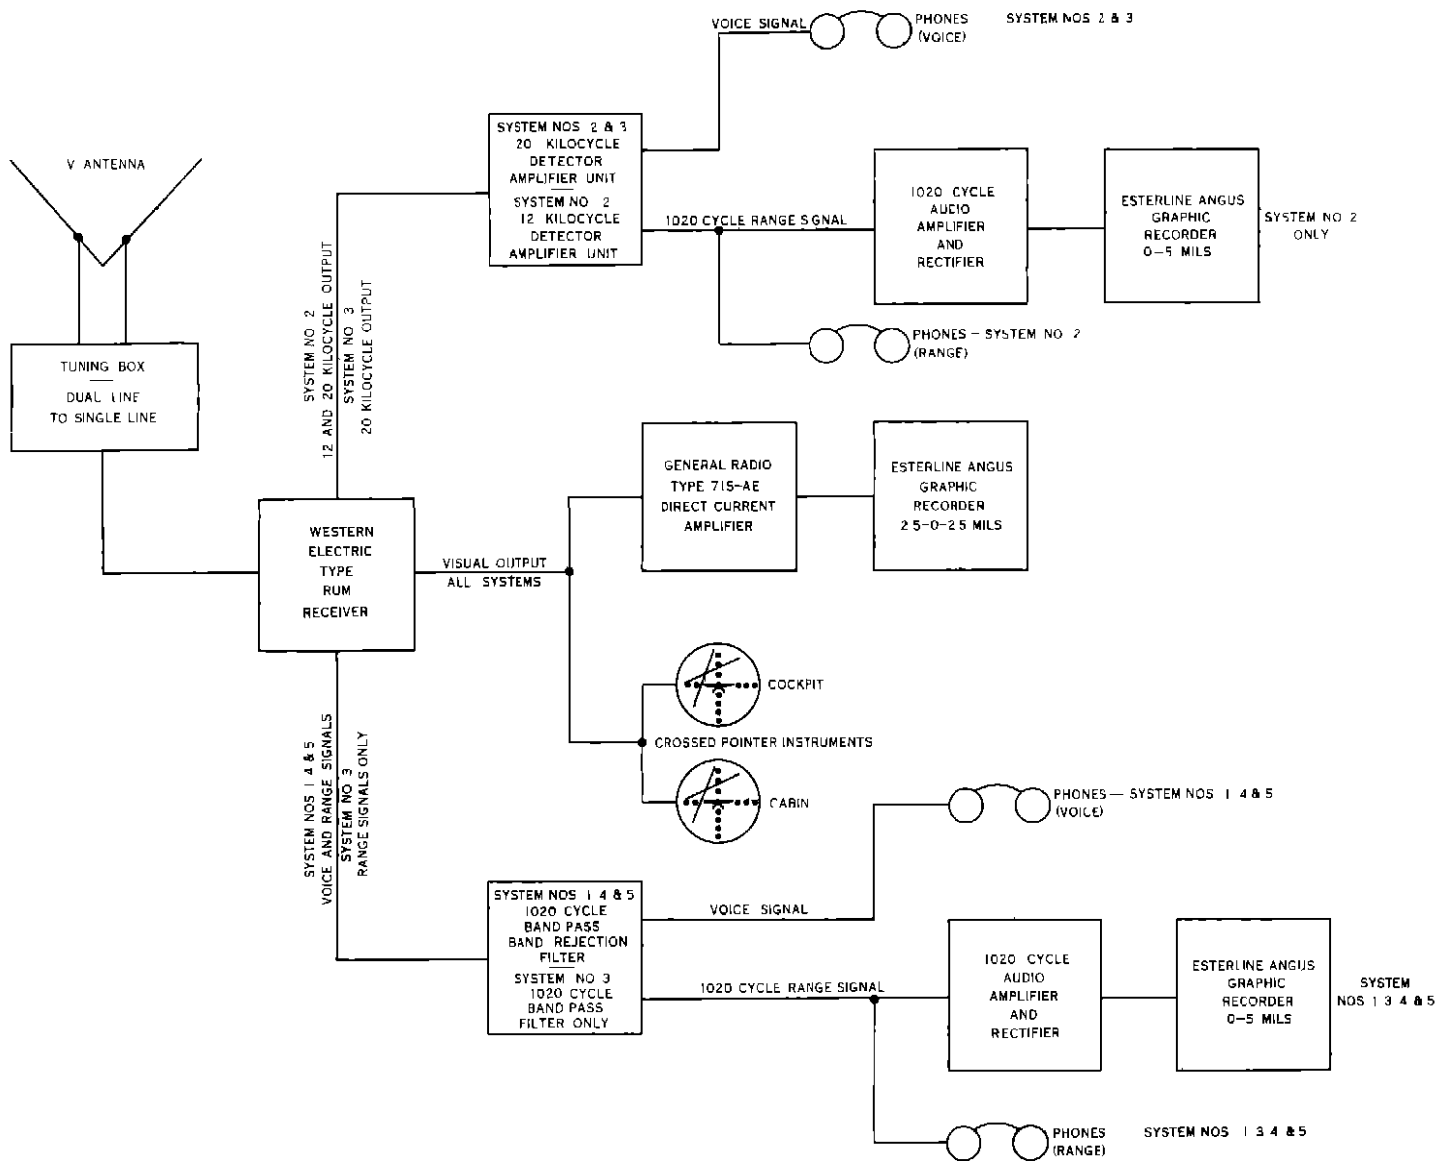 VOICE SIGNAL
PHONES
(VOICE)
SYSTEM NOS 2 & 3
V ANTENNA
SYSTEM NOS 2 & 3
20 KILOCYCLE
DETECTOR
AMPLIFIER UNIT
SYSTEM NO 2
12 KILOCYCLE
DETECTOR
AMPLIFIER UNIT
1020 CYCLE RANGE SIGNAL
1020 CYCLE
AUDIO
AMPLIFIER
AND
RECTIFIER
ESTERLINE ANGUS
GRAPHIC
RECORDER
0-5 MILS
SYSTEM NO 2
ONLY
PHONES - SYSTEM NO 2
(RANGE)
TUNING BOX
DUAL LINE
TO SINGLE LINE
SYSTEM NO 2
12 AND 20 KILOCYCLE OUTPUT
SYSTEM NO 3
20 KILOCYCLE OUTPUT
GENERAL RADIO
TYPE 715-AE
DIRECT CURRENT
AMPLIFIER
ESTERLINE ANGUS
GRAPHIC
RECORDER
25-0-25 MILS
WESTERN
ELECTRIC
TYPE
RUM
RECEIVER
VISUAL OUTPUT
ALL SYSTEMS
COCKPIT
CROSSED POINTER INSTRUMENTS
CABIN
SYSTEM NOS 1 4 & 5
VOICE AND RANGE SIGNALS
SYSTEM NO 3
RANGE SIGNALS ONLY
PHONES - SYSTEM NOS 1 4 & 5
(VOICE)
SYSTEM NOS 1 4 & 5
1020 CYCLE
BAND PASS
BAND REJECTION
FILTER
SYSTEM NO 3
1020 CYCLE
BAND PASS
FILTER ONLY
VOICE SIGNAL
1020 CYCLE RANGE SIGNAL
1020 CYCLE
AUDIO
AMPLIFIER
AND
RECTIFIER
ESTERLINE ANGUS
GRAPHIC
RECORDER
0-5 MILS
SYSTEM
NOS 1 3 4 & 5
PHONES
(RANGE)
SYSTEM NOS 1 3 4 & 5